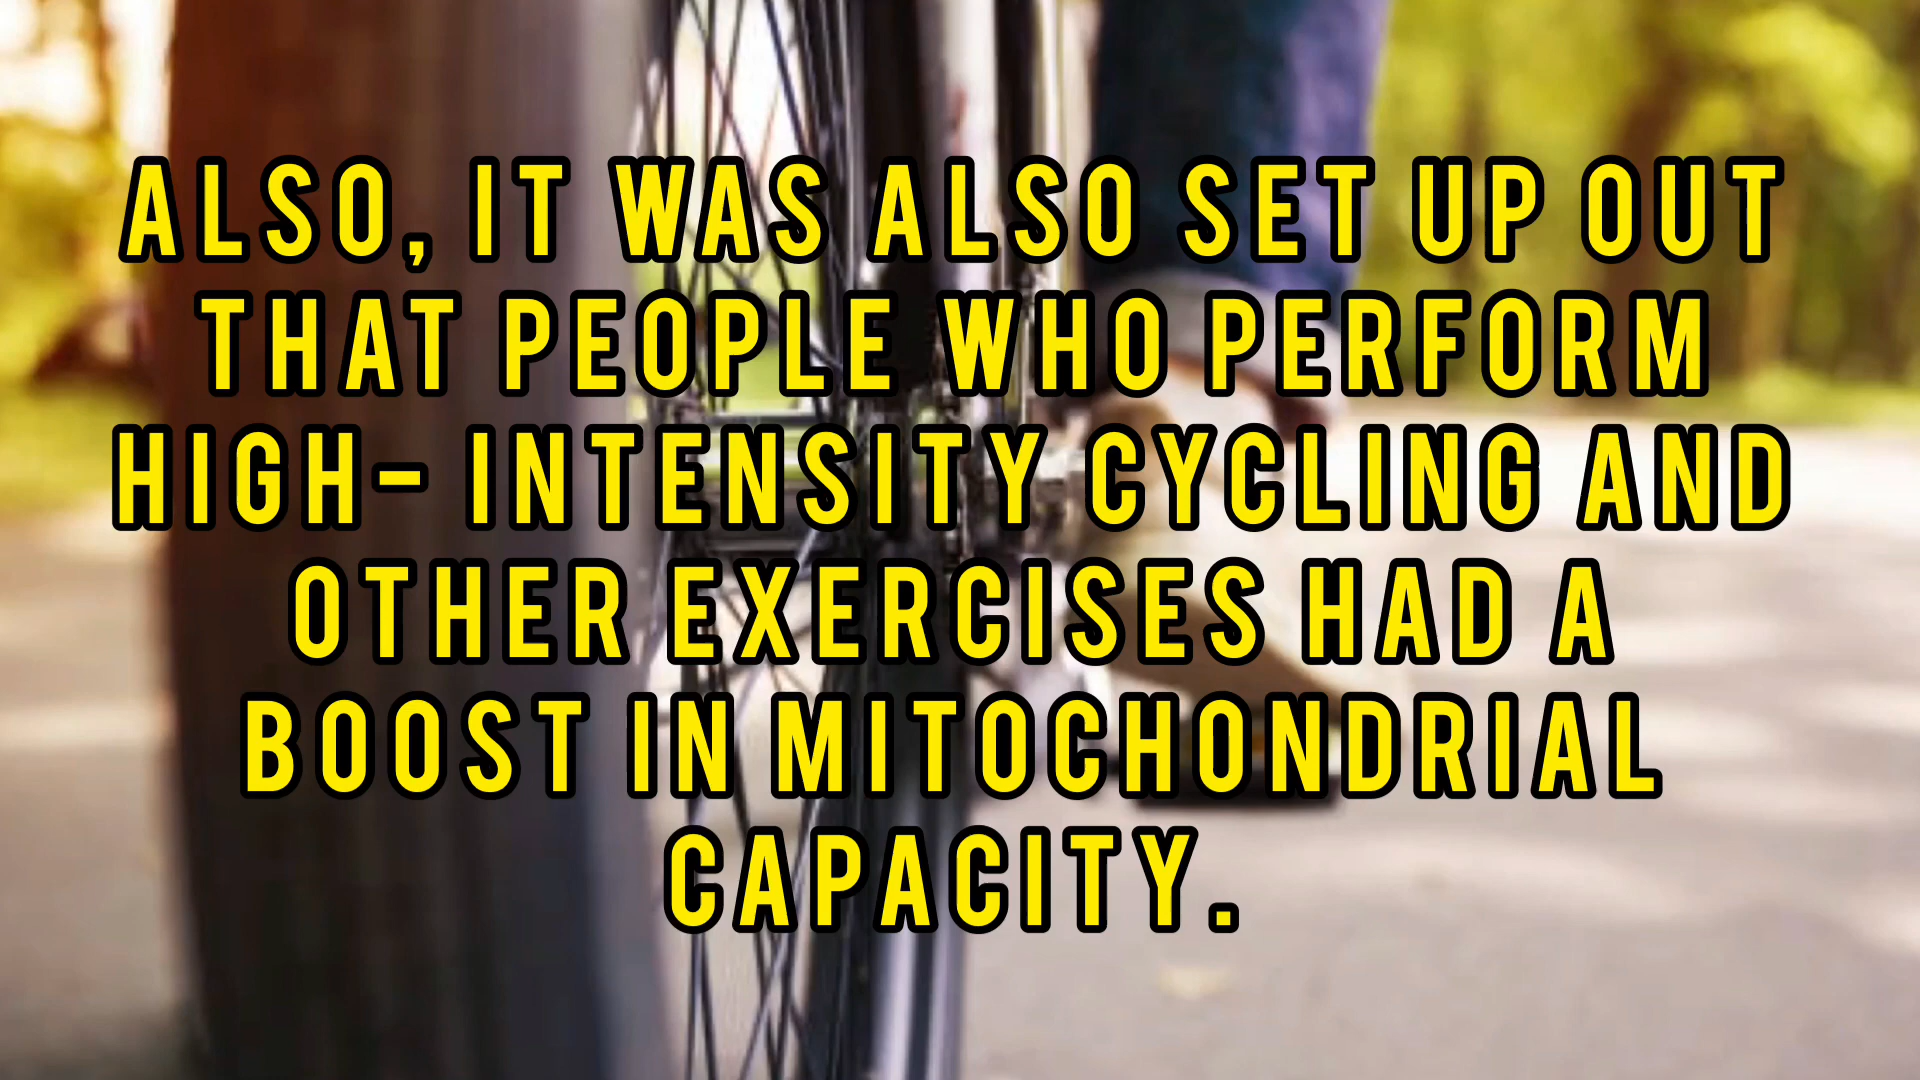 ALSO, IT WAS ALSO SET UP OUT
THAT PEOPLE WHO PERFORM
HIGH- INTENSITY CYCLING AND
OTHER EXERCISES HAD A
BOOST IN MITOCHONDRIAL
CAPACITY.